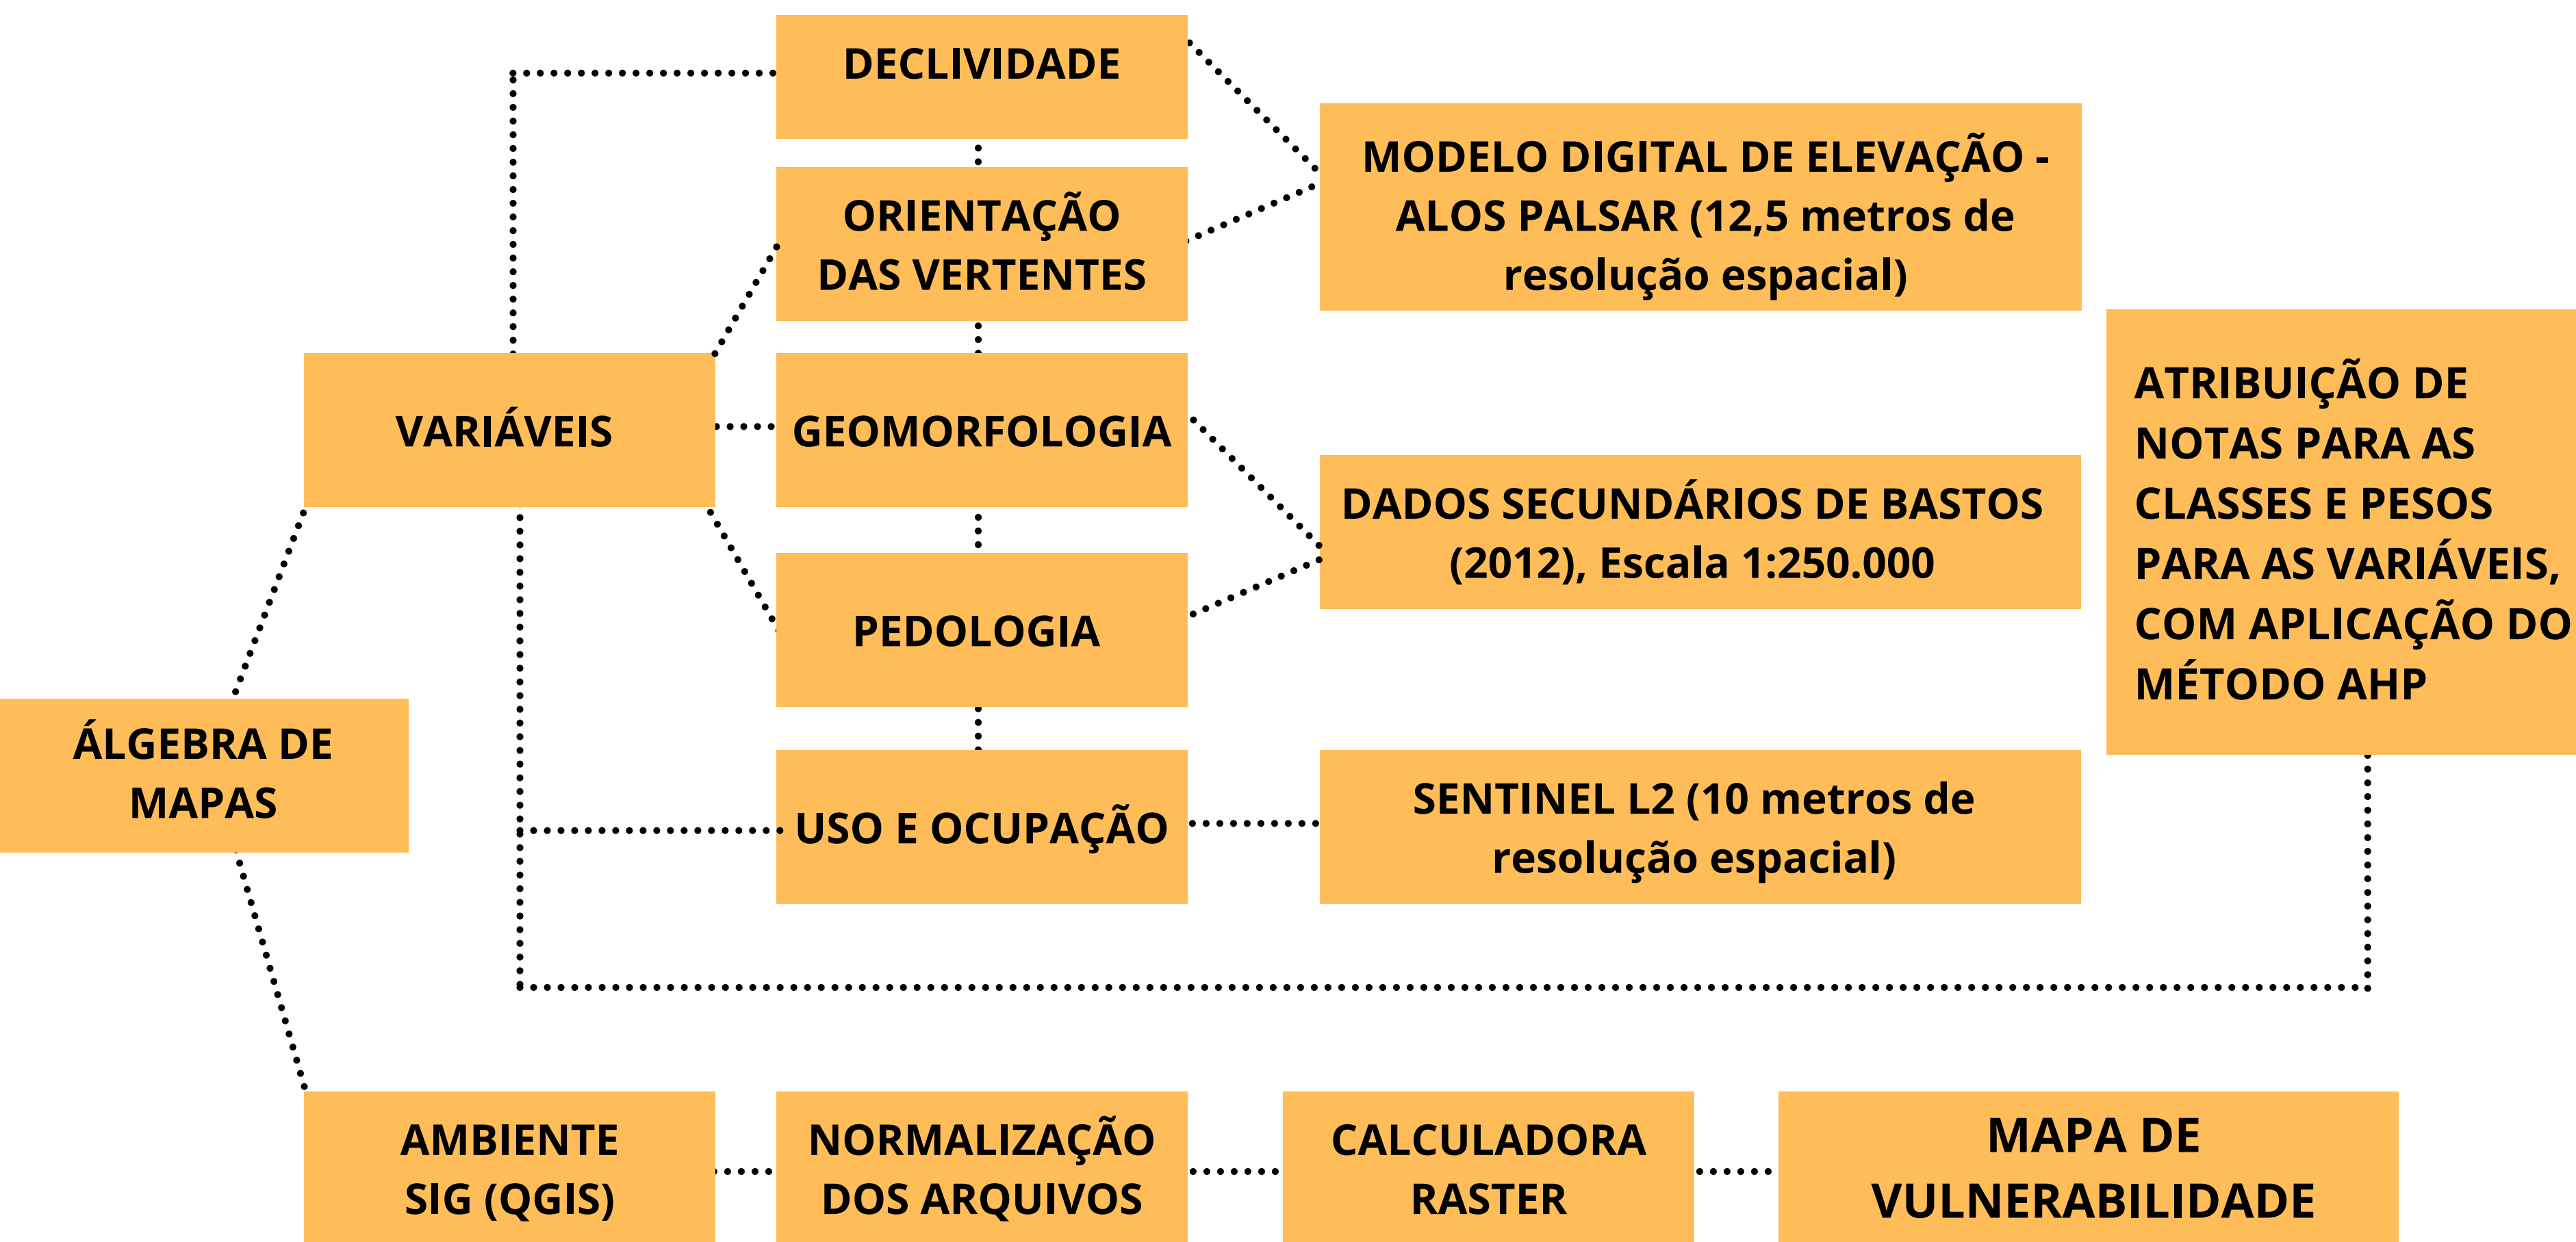 DECLIVIDADE
ORIENTAÇÃO
DAS VERTENTES
MODELO DIGITAL DE ELEVAÇÃO -
ALOS PALSAR (12,5 metros de
resolução espacial)
VARIÁVEIS
GEOMORFOLOGIA
DADOS SECUNDÁRIOS DE BASTOS
(2012), Escala 1:250.000
ATRIBUIÇÃO DE
NOTAS PARA AS
CLASSES E PESOS
PARA AS VARIÁVEIS,
COM APLICAÇÃO DO
MÉTODO AHP
PEDOLOGIA
ÁLGEBRA DE
MAPAS
USO E OCUPAÇÃO
SENTINEL L2 (10 metros de
resolução espacial)
AMBIENTE
SIG (QGIS)
NORMALIZAÇÃO
DOS ARQUIVOS
CALCULADORA
RASTER
MAPA DE
VULNERABILIDADE